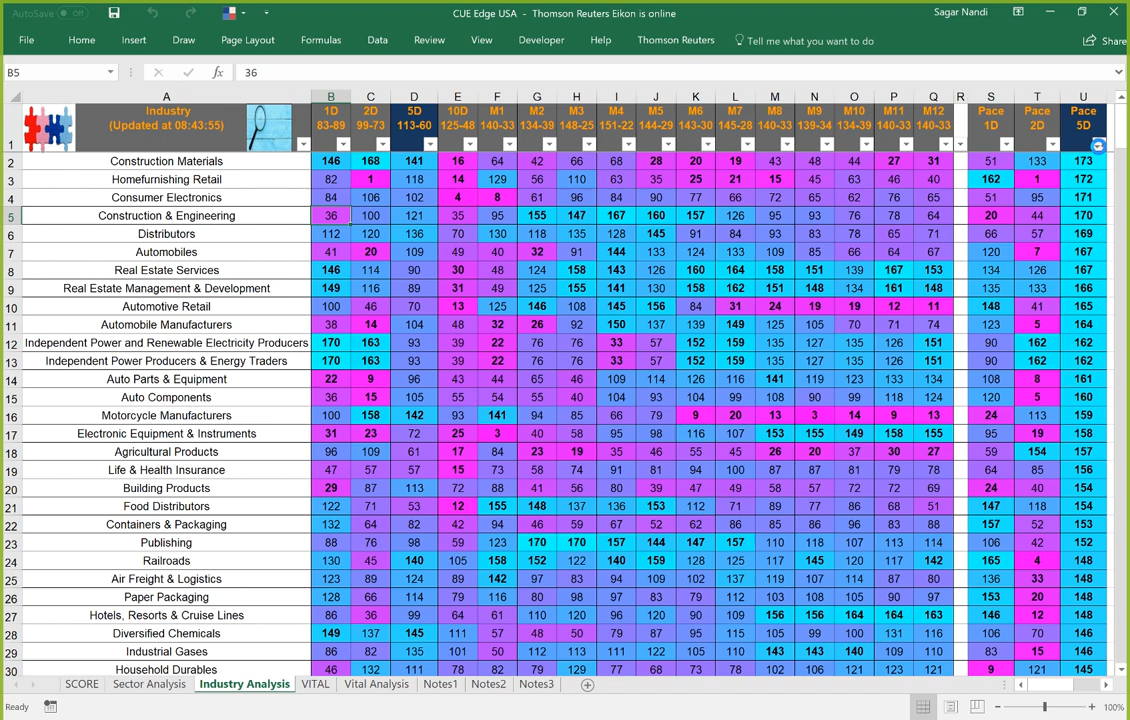 AutoSave Off
CUE Edge USA - Thomson Reuters Eikon is online
Sagar Nandi
File Home Insert Draw Page Layout Formulas Data Review View Developer Help Thomson Reuters Tell me what you want to do Share
B5 fx 36
A B C D E F G H I J K L M N O P Q R S T U
1 Industry 1D 2D 5D 10D M1 M2 M3 M4 M5 M6 M7 M8 M9 M10 M11 M12 Pace Pace Pace
(Updated at 08:43:55) 83-89 99-73 113-60 125-48 140-33 134-39 148-25 151-22 144-29 143-30 145-28 140-33 139-34 134-39 140-33 140-33 1D 2D 5D
2 Construction Materials 146 168 141 16 64 42 66 68 28 20 19 43 48 44 27 31 51 133 173
3 Homefurnishing Retail 82 1 118 14 129 56 110 63 35 25 21 15 45 63 46 40 162 1 172
4 Consumer Electronics 84 106 102 4 8 61 96 84 90 77 66 72 65 62 76 65 51 95 171
5 Construction & Engineering 36 100 121 35 95 155 147 167 160 157 126 95 93 76 78 64 20 44 170
6 Distributors 112 120 136 70 130 118 135 128 145 91 84 93 83 78 65 71 66 57 169
7 Automobiles 41 20 109 49 40 32 91 144 133 124 133 109 85 66 64 67 120 7 167
8 Real Estate Services 146 114 90 30 48 124 158 143 126 160 164 158 151 139 167 153 134 126 167
9 Real Estate Management & Development 149 116 89 31 49 125 155 141 130 158 162 151 148 134 161 148 135 133 166
10 Automotive Retail 100 46 70 13 125 146 108 145 156 84 31 24 19 19 12 11 148 41 165
11 Automobile Manufacturers 38 14 104 48 32 26 92 150 137 139 149 125 105 70 71 74 123 5 164
12 Independent Power and Renewable Electricity Producers 170 163 93 39 22 76 76 33 57 152 159 135 127 135 126 151 90 162 162
13 Independent Power Producers & Energy Traders 170 163 93 39 22 76 76 33 57 152 159 135 127 135 126 151 90 162 162
14 Auto Parts & Equipment 22 9 96 43 44 65 46 109 114 126 116 141 119 123 133 134 108 8 161
15 Auto Components 36 15 105 55 54 55 40 104 93 104 99 108 90 99 118 124 120 5 160
16 Motorcycle Manufacturers 100 158 142 93 141 94 85 66 79 9 20 13 3 14 9 13 24 113 159
17 Electronic Equipment & Instruments 31 23 72 25 3 40 58 95 98 116 107 153 155 149 158 155 95 19 158
18 Agricultural Products 96 109 61 17 84 23 19 35 46 55 45 26 20 37 30 27 59 154 157
19 Life & Health Insurance 47 57 57 15 73 58 74 91 81 94 100 87 87 81 79 78 64 85 156
20 Building Products 29 87 113 72 88 41 56 80 39 47 49 58 57 72 72 69 24 40 154
21 Food Distributors 122 71 53 12 155 148 137 136 153 112 71 89 77 86 68 51 147 118 154
22 Containers & Packaging 132 64 82 42 94 46 59 67 52 62 86 85 86 96 83 88 157 52 153
23 Publishing 88 76 98 59 123 170 170 157 144 147 157 110 118 107 113 114 106 42 152
24 Railroads 130 45 140 105 158 152 122 140 159 128 125 117 145 120 117 142 165 4 148
25 Air Freight & Logistics 123 89 124 89 142 97 83 94 109 102 137 119 107 114 87 80 136 33 148
26 Paper Packaging 128 66 114 79 116 80 98 97 83 79 112 103 108 105 90 97 153 20 148
27 Hotels, Resorts & Cruise Lines 86 36 99 64 61 110 120 96 120 90 109 156 156 164 164 163 146 12 148
28 Diversified Chemicals 149 137 145 111 57 48 50 79 87 95 115 105 99 100 131 116 106 70 146
29 Industrial Gases 86 82 135 101 50 112 113 111 122 105 110 143 143 140 109 110 83 15 146
30 Household Durables 46 132 111 78 82 79 129 77 68 73 78 102 106 121 123 121 9 121 145
SCORE Sector Analysis Industry Analysis VITAL Vital Analysis Notes1 Notes2 Notes3
Ready 100%